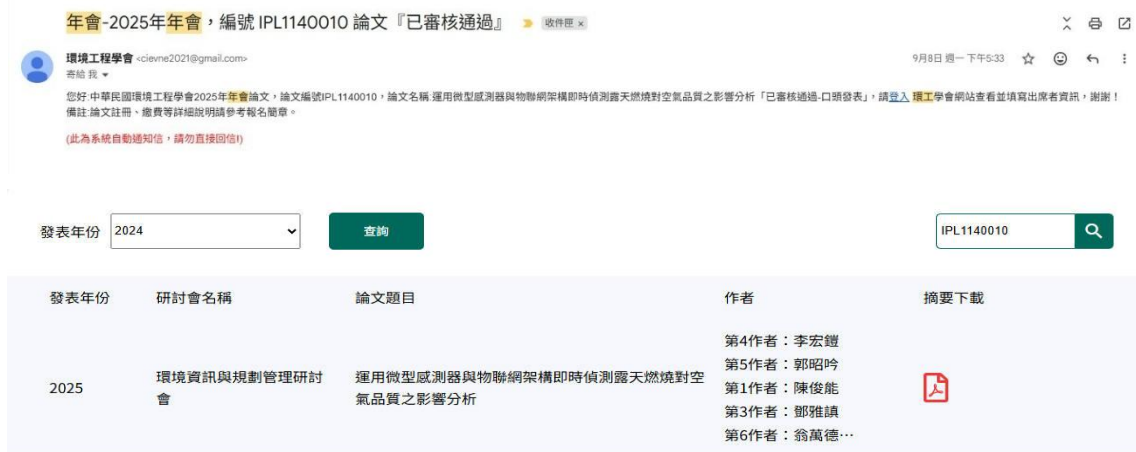 年會-2025年年會，編號 IPL1140010 論文『已審核通過』 收件匣 ×
環境工程學會 <cievne2021@gmail.com> 9月8日 週一 下午5:33
寄給 我
您好:中華民國環境工程學會2025年年會論文，論文編號IPL1140010，論文名稱:運用微型感測器與物聯網架構即時偵測露天燃燒對空氣品質之影響分析「已審核通過-口頭發表」，請登入 環工學會網站查看並填寫出席者資訊，謝謝！
備註:論文註冊、繳費等詳細說明請參考報名簡章。
(此為系統自動通知信，請勿直接回信!)
發表年份 2024 查詢 IPL1140010
發表年份 研討會名稱 論文題目 作者 摘要下載
2025
環境資訊與規劃管理研討
會
運用微型感測器與物聯網架構即時偵測露天燃燒對空
氣品質之影響分析
第4作者：李宏鎧
第5作者：郭昭吟
第1作者：陳俊能
第3作者：鄧雅謓
第6作者：翁萬德…